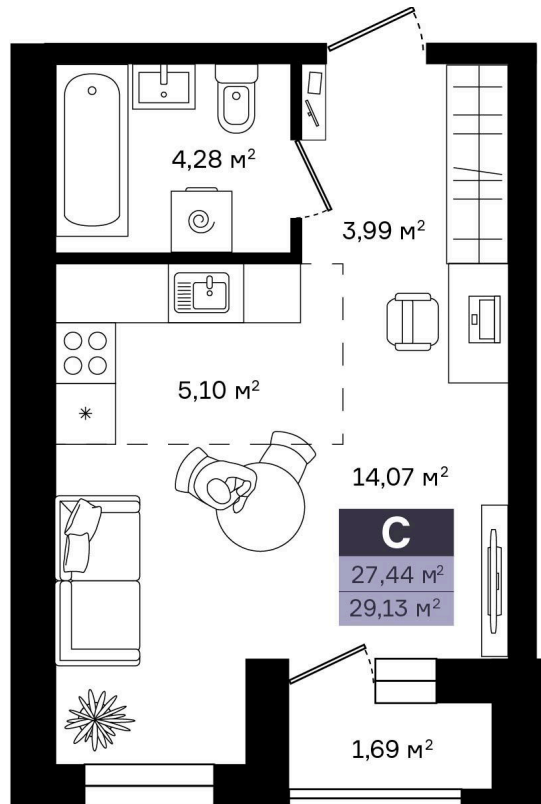 4,28 м²
3,99 м²
5,10 м²
14,07 м²
С
27,44 м²
29,13 м²
1,69 м²